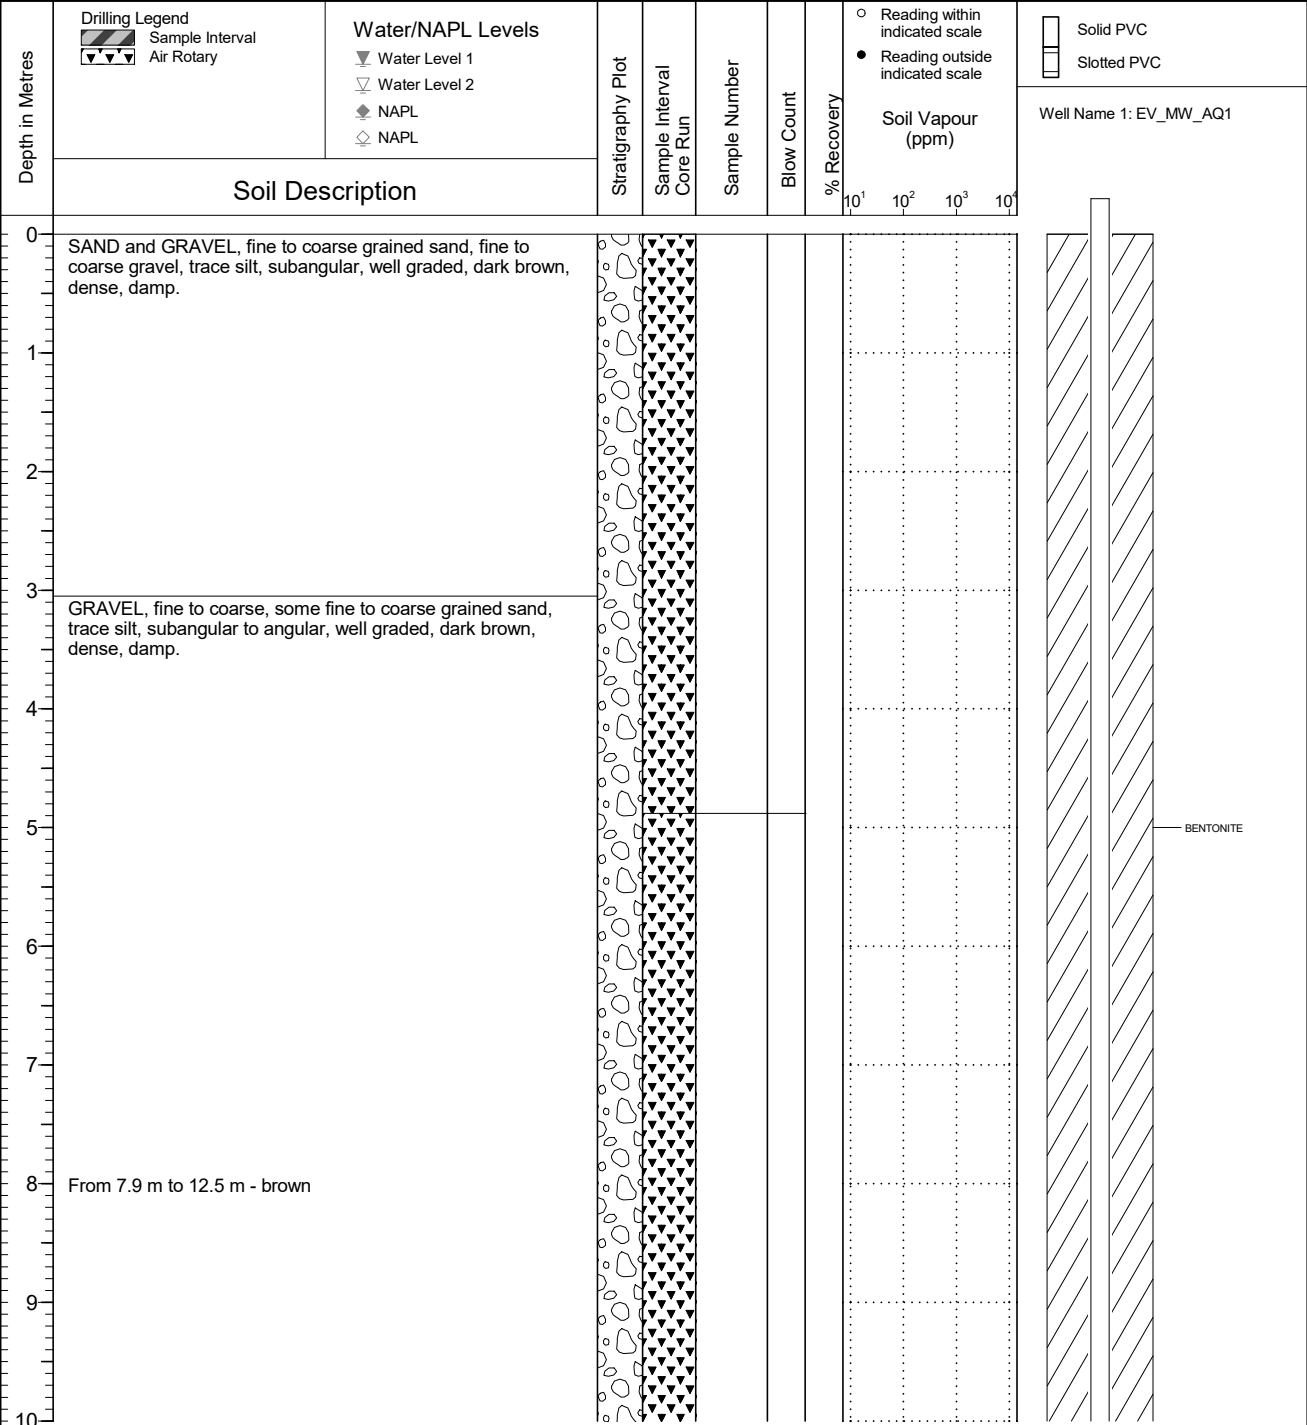 Depth in Metres
Drilling Legend
Sample Interval
Air Rotary
Water/NAPL Levels
Water Level 1
Water Level 2
NAPL
NAPL
Soil Description
Stratigraphy Plot
Sample Interval
Core Run
Sample Number
Blow Count
% Recovery
Reading within
indicated scale
Reading outside
indicated scale
Soil Vapour
(ppm)
10¹ 10² 10³ 10⁴
Solid PVC
Slotted PVC
Well Name 1: EV_MW_AQ1
0
SAND and GRAVEL, fine to coarse grained sand, fine to
coarse gravel, trace silt, subangular, well graded, dark brown,
dense, damp.
1
2
3
GRAVEL, fine to coarse, some fine to coarse grained sand,
trace silt, subangular to angular, well graded, dark brown,
dense, damp.
4
5
BENTONITE
6
7
8
From 7.9 m to 12.5 m - brown
9
10